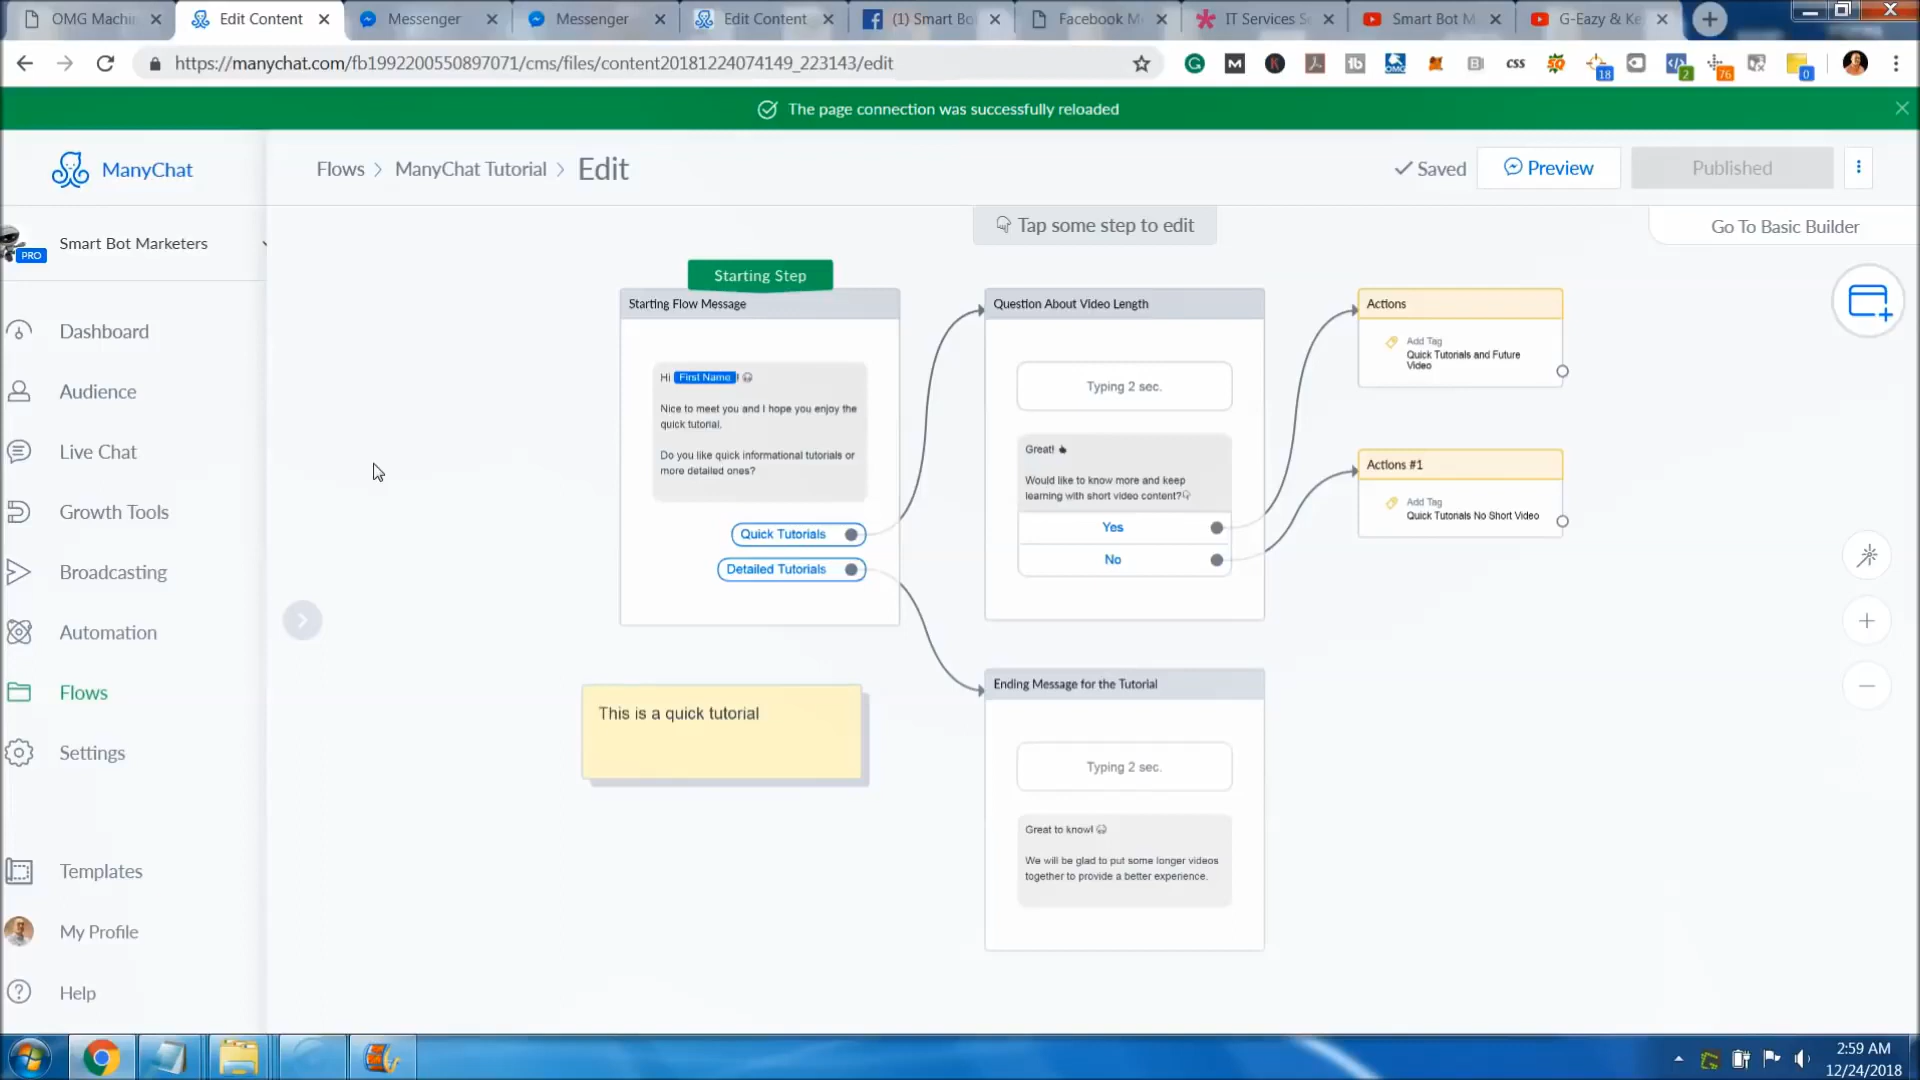 OMG Machin
Edit Content
Messenger
Messenger
Edit Content
(1) Smart Bo
Facebook M
IT Services S
Smart Bot M
G-Eazy & Ke
https://manychat.com/fb1992200550897071/cms/files/content20181224074149_223143/edit
css
18
2
76
0
The page connection was successfully reloaded
ManyChat
Flows > ManyChat Tutorial > Edit
Saved
Preview
Published
Smart Bot Marketers
PRO
Tap some step to edit
Go To Basic Builder
Dashboard
Audience
Live Chat
Growth Tools
Broadcasting
Automation
Flows
Settings
Templates
My Profile
Help
Starting Step
Starting Flow Message
Hi First Name !
Nice to meet you and I hope you enjoy the
quick tutorial.
Do you like quick informational tutorials or
more detailed ones?
Quick Tutorials
Detailed Tutorials
This is a quick tutorial
Question About Video Length
Typing 2 sec.
Great!
Would like to know more and keep
learning with short video content?
Yes
No
Actions
Add Tag
Quick Tutorials and Future
Video
Actions #1
Add Tag
Quick Tutorials No Short Video
Ending Message for the Tutorial
Typing 2 sec.
Great to know!
We will be glad to put some longer videos
together to provide a better experience.
2:59 AM
12/24/2018